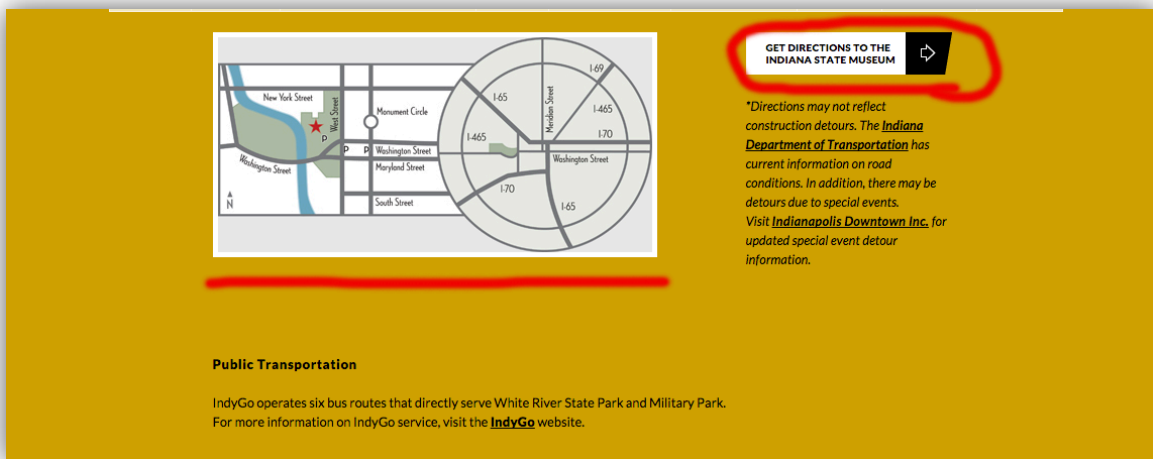 New York Street
West Street
Monument Circle
P
P
P
Washington Street
Washington Street
Maryland Street
South Street
N
I-69
I-65
Meridian Street
I-465
I-465
I-70
Washington Street
I-70
I-65
GET DIRECTIONS TO THE
INDIANA STATE MUSEUM
*Directions may not reflect
construction detours. The Indiana
Department of Transportation has
current information on road
conditions. In addition, there may be
detours due to special events.
Visit Indianapolis Downtown Inc. for
updated special event detour
information.
Public Transportation
IndyGo operates six bus routes that directly serve White River State Park and Military Park.
For more information on IndyGo service, visit the IndyGo website.